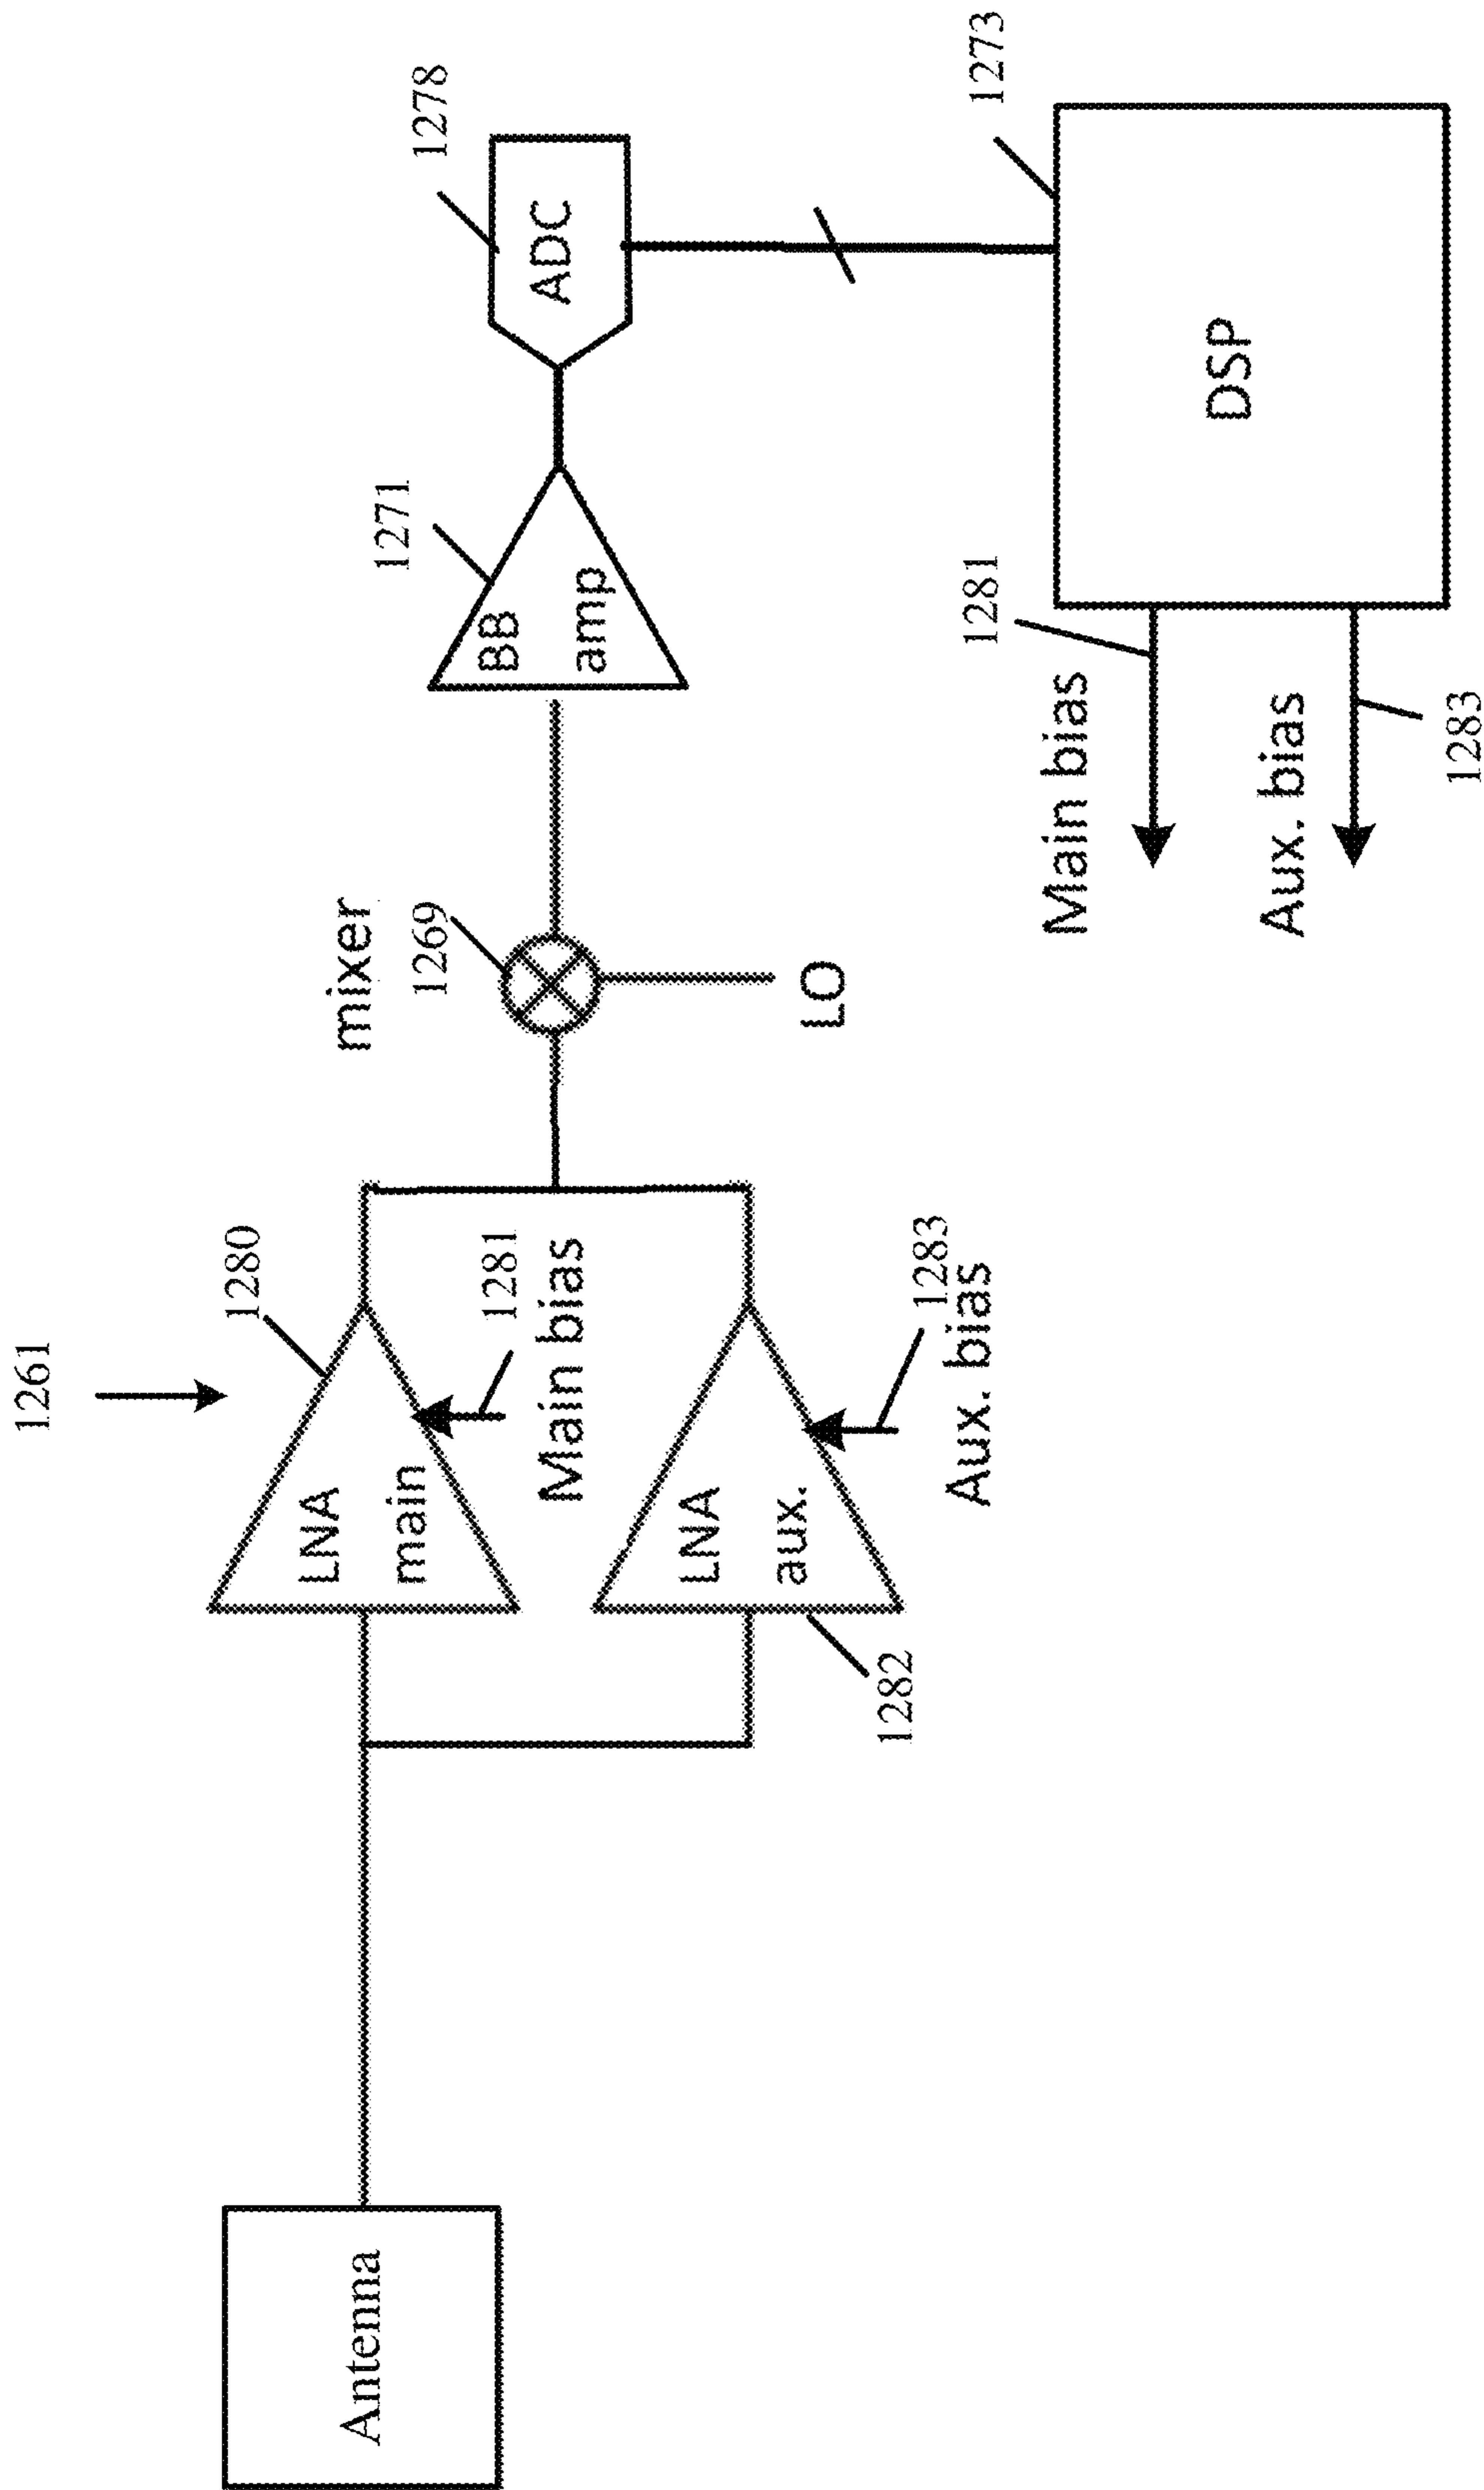 1261
1280
LNA
main
1281
Main bias
LNA
aux.
1282
1283
Aux. bias
Antenna
mixer
1269
LO
1271
BB
amp
1278
ADC
1273
DSP
1281
Main bias
Aux. bias
1283